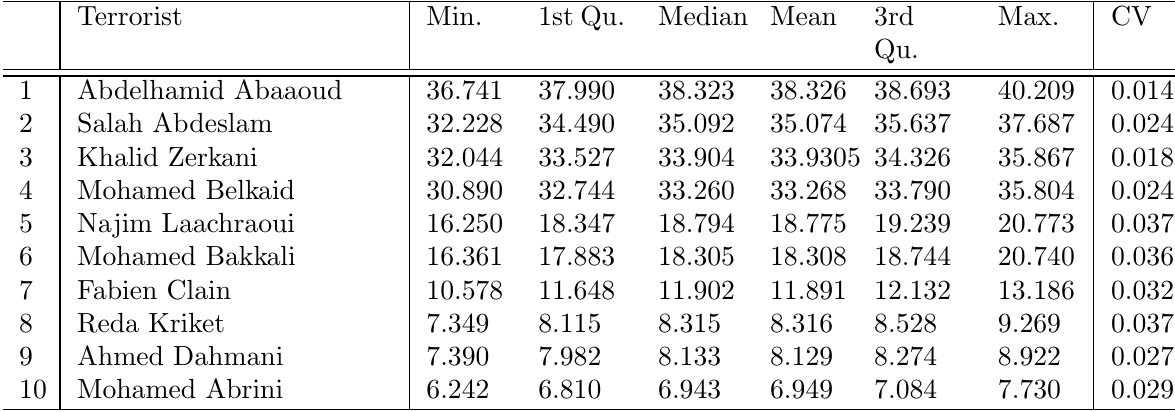 Terrorist Min. 1st Qu. Median Mean 3rd Qu. Max. CV
1 Abdelhamid Abaaoud 36.741 37.990 38.323 38.326 38.693 40.209 0.014
2 Salah Abdeslam 32.228 34.490 35.092 35.074 35.637 37.687 0.024
3 Khalid Zerkani 32.044 33.527 33.904 33.9305 34.326 35.867 0.018
4 Mohamed Belkaid 30.890 32.744 33.260 33.268 33.790 35.804 0.024
5 Najim Laachraoui 16.250 18.347 18.794 18.775 19.239 20.773 0.037
6 Mohamed Bakkali 16.361 17.883 18.305 18.308 18.744 20.740 0.036
7 Fabien Clain 10.578 11.648 11.902 11.891 12.132 13.186 0.032
8 Reda Kriket 7.349 8.115 8.315 8.316 8.528 9.269 0.037
9 Ahmed Dahmani 7.390 7.982 8.133 8.129 8.274 8.922 0.027
10 Mohamed Abrini 6.242 6.810 6.943 6.949 7.084 7.730 0.029